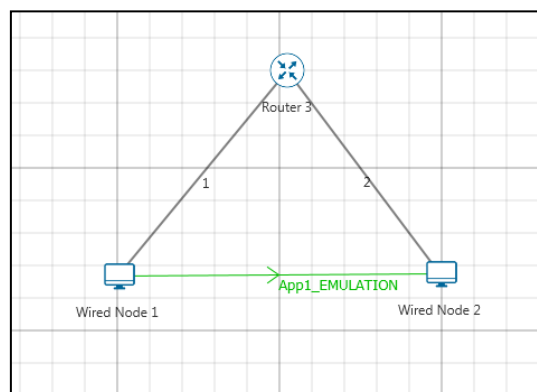 Router 3
1
2
App1_EMULATION
Wired Node 1
Wired Node 2